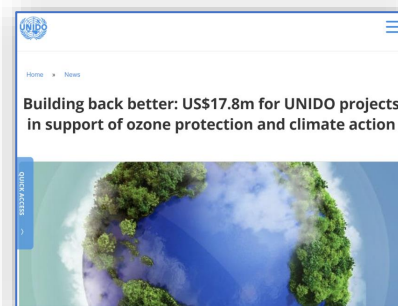 UNIDO
Home » News
Building back better: US$17.8m for UNIDO projects
in support of ozone protection and climate action
QUICK ACCESS